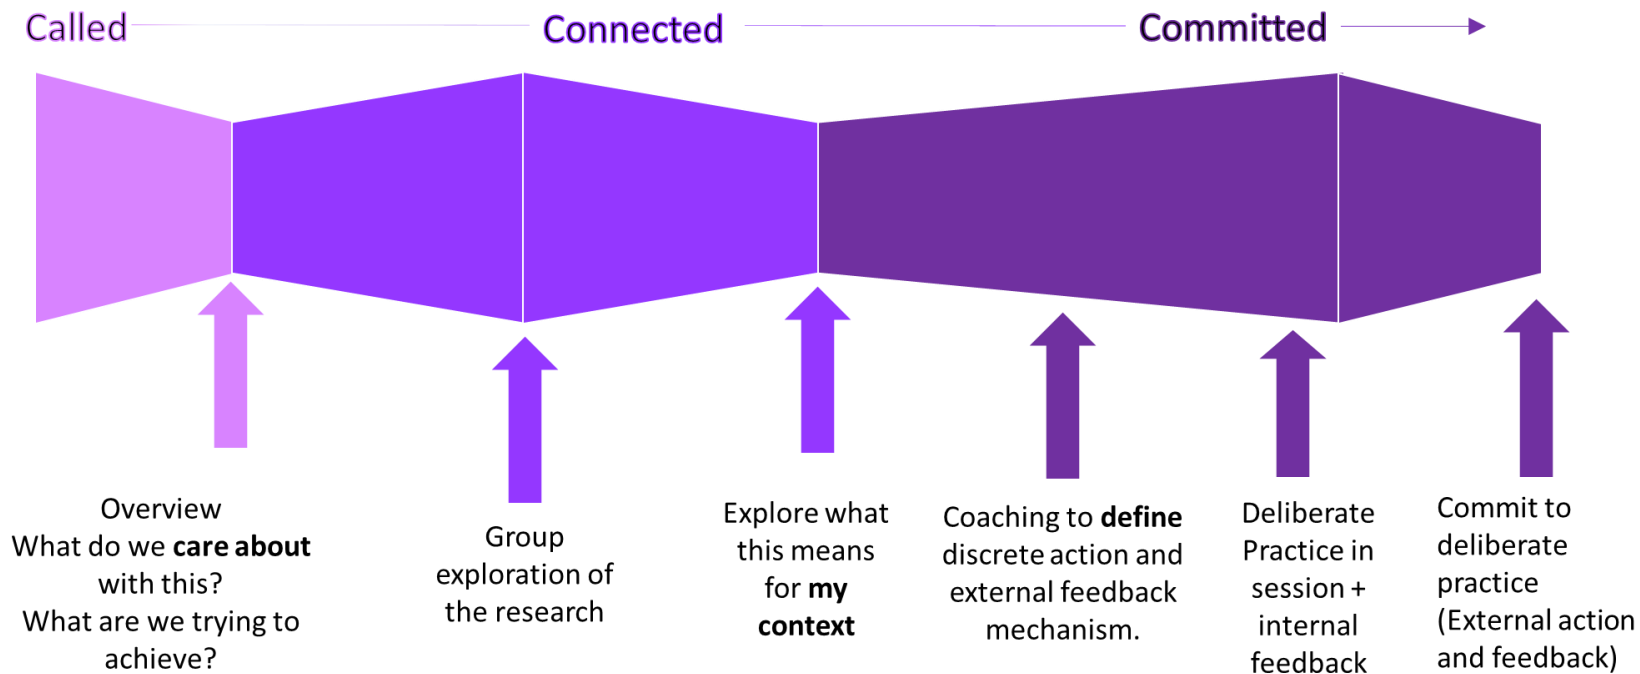 Called
Connected
Committed
Overview
What do we care about
with this?
What are we trying to
achieve?
Group
exploration of
the research
Explore what
this means
for my
context
Coaching to define
discrete action and
external feedback
mechanism.
Deliberate
Practice in
session +
internal
feedback
Commit to
deliberate
practice
(External action
and feedback)